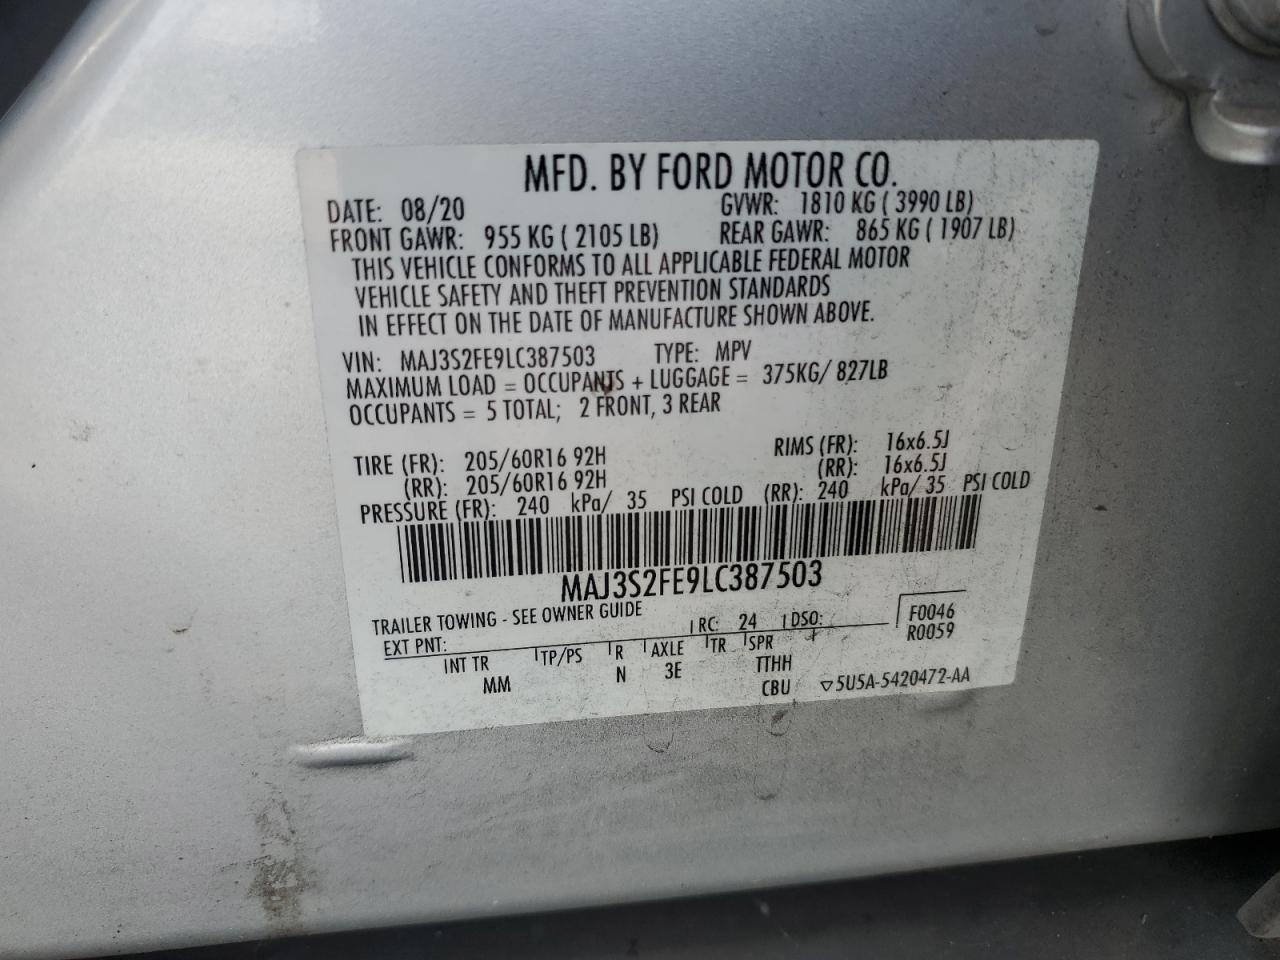 MFD. BY FORD MOTOR CO.
DATE: 08/20 GVWR: 1810 KG ( 3990 LB)
FRONT GAWR: 955 KG ( 2105 LB) REAR GAWR: 865 KG ( 1907 LB)
THIS VEHICLE CONFORMS TO ALL APPLICABLE FEDERAL MOTOR
VEHICLE SAFETY AND THEFT PREVENTION STANDARDS
IN EFFECT ON THE DATE OF MANUFACTURE SHOWN ABOVE.
VIN: MAJ3S2FE9LC387503 TYPE: MPV
MAXIMUM LOAD = OCCUPANTS + LUGGAGE = 375KG/ 827LB
OCCUPANTS = 5 TOTAL; 2 FRONT, 3 REAR
TIRE (FR): 205/60R16 92H RIMS (FR): 16x6.5J
(RR): 205/60R16 92H (RR): 16x6.5J
PRESSURE (FR): 240 kPa/ 35 PSI COLD (RR): 240 kPa/ 35 PSI COLD
MAJ3S2FE9LC387503
TRAILER TOWING - SEE OWNER GUIDE
EXT PNT: RC: 24 DSO: F0046
R0059
INT TR TP/PS R AXLE TR SPR
MM N 3E TTHH
CBU ▽5U5A-5420472-AA